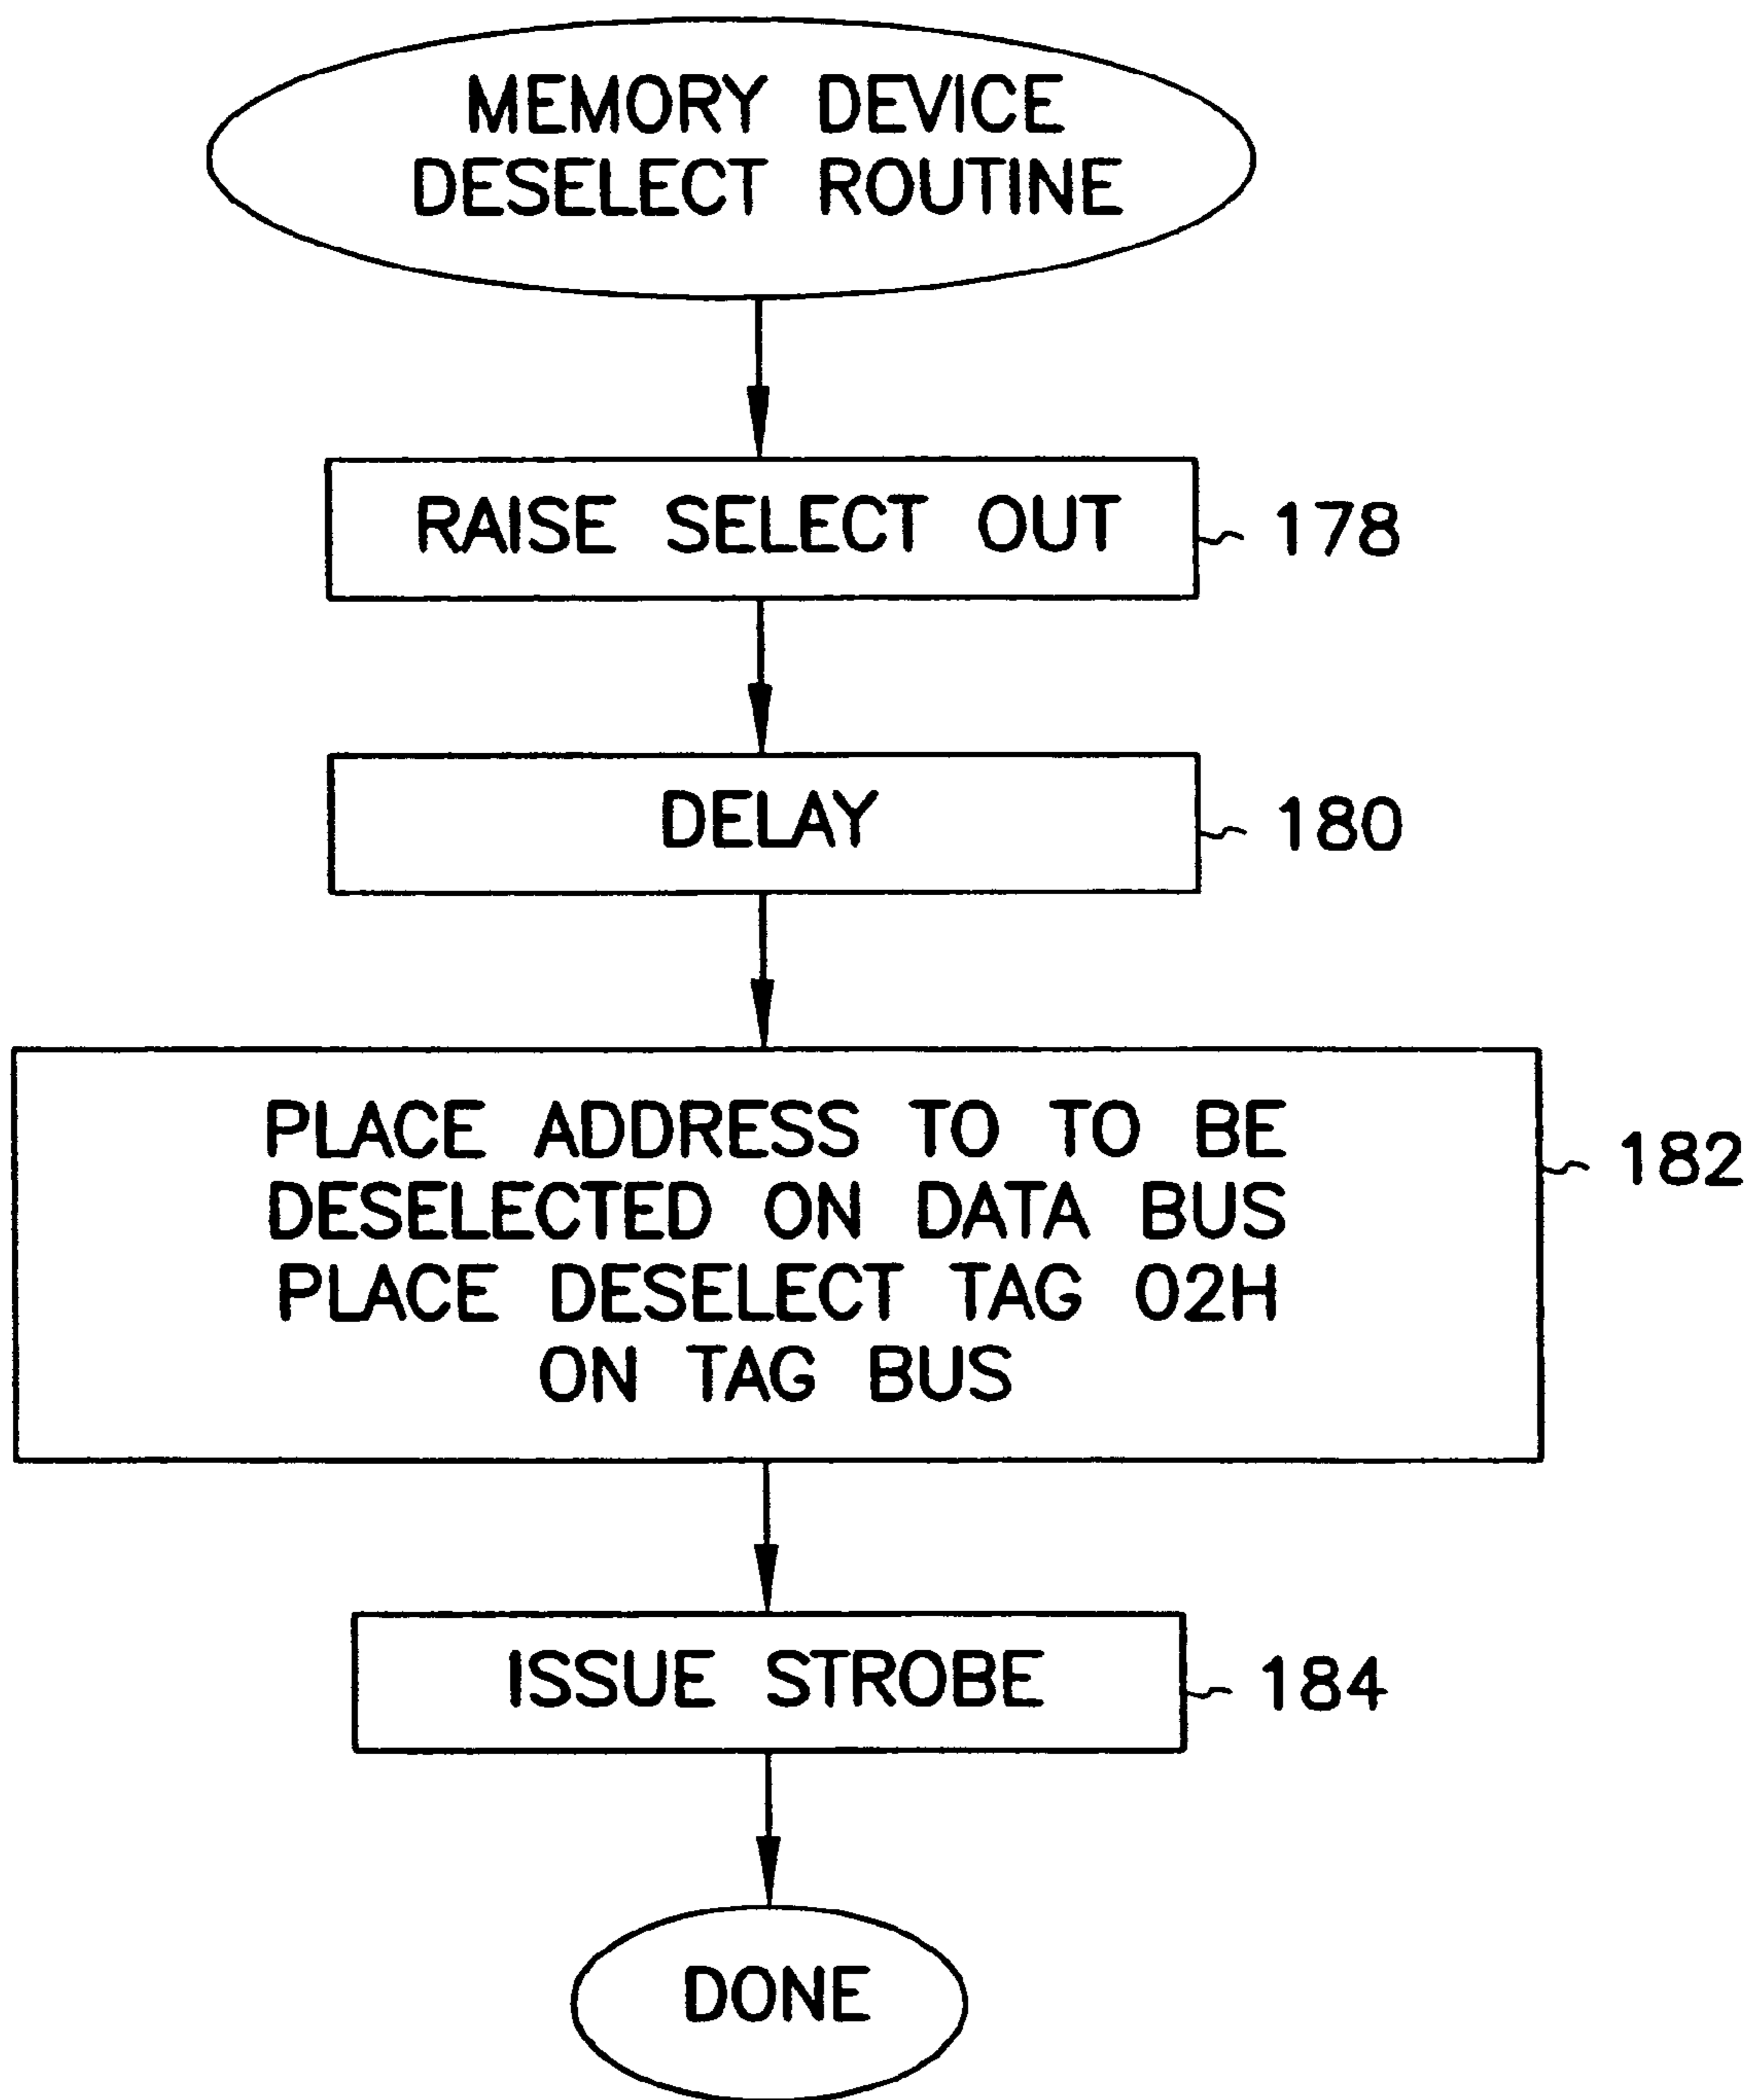 MEMORY DEVICE
DESELECT ROUTINE
RAISE SELECT OUT
178
DELAY
180
PLACE ADDRESS TO TO BE
DESELECTED ON DATA BUS
PLACE DESELECT TAG 02H
ON TAG BUS
182
ISSUE STROBE
184
DONE